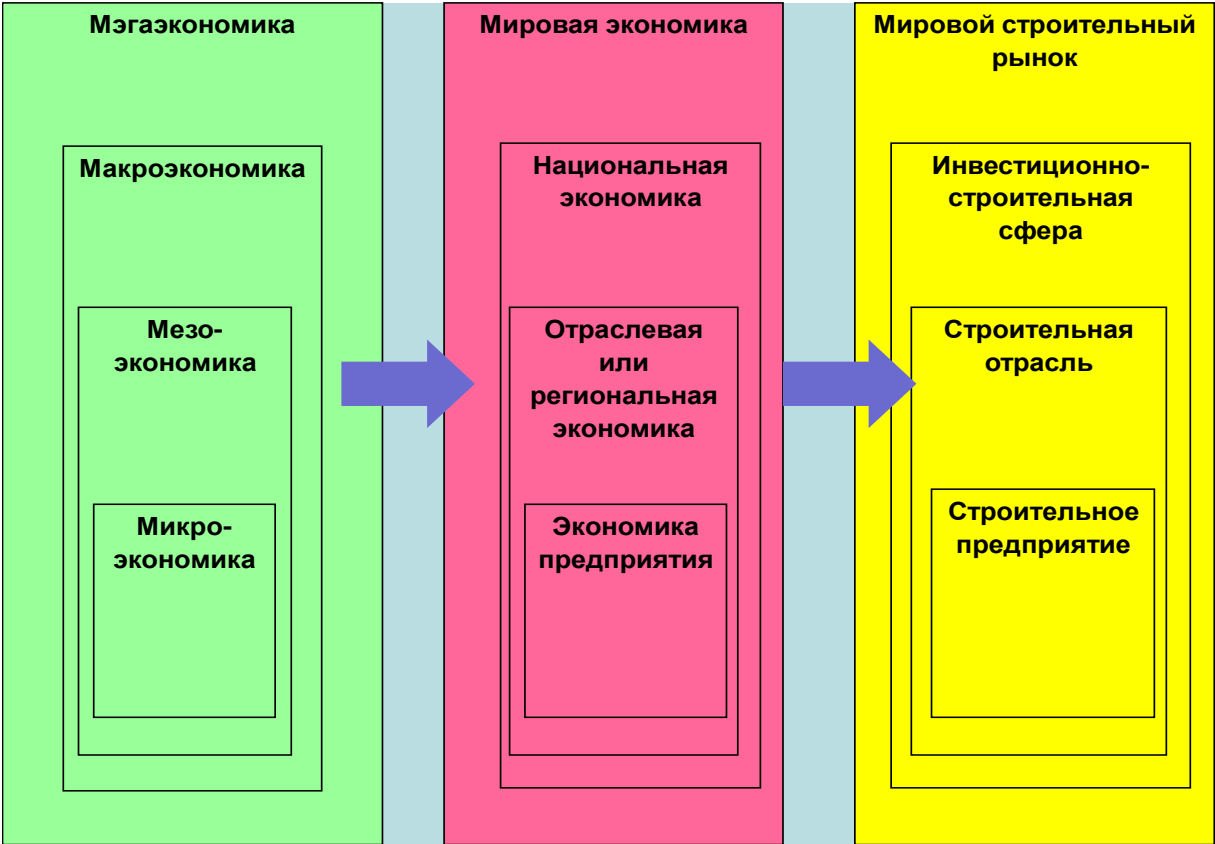 Мэгаэкономика
Макроэкономика
Мезо-
экономика
Микро-
экономика
Мировая экономика
Национальная
экономика
Отраслевая
или
региональная
экономика
Экономика
предприятия
Мировой строительный
рынок
Инвестиционно-
строительная
сфера
Строительная
отрасль
Строительное
предприятие